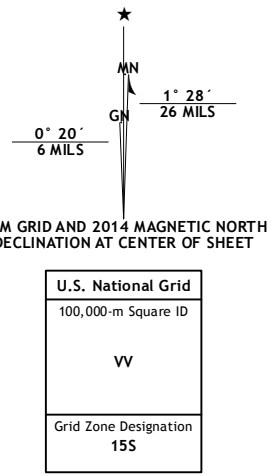 MN
GN
1° 28´
26 MILS
0° 20´
6 MILS
M GRID AND 2014 MAGNETIC NORTH
DECLINATION AT CENTER OF SHEET
U.S. National Grid
100,000-m Square ID
VV
Grid Zone Designation
15S